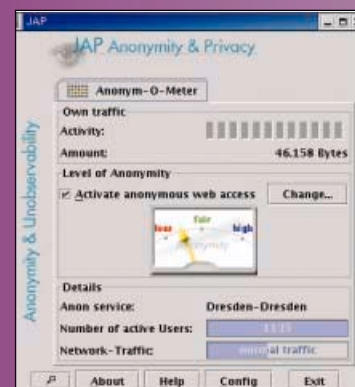 JAP
JAP Anonymity & Privacy
Anonymity & Unobservability
Anonym-O-Meter
Own traffic
Activity:
Amount: 46.158 Bytes
Level of Anonymity
Activate anonymous web access Change...
low fair high
Anonymity
Details
Anon service: Dresden-Dresden
Number of active Users:
Network-Traffic: normal traffic
About Help Config Exit